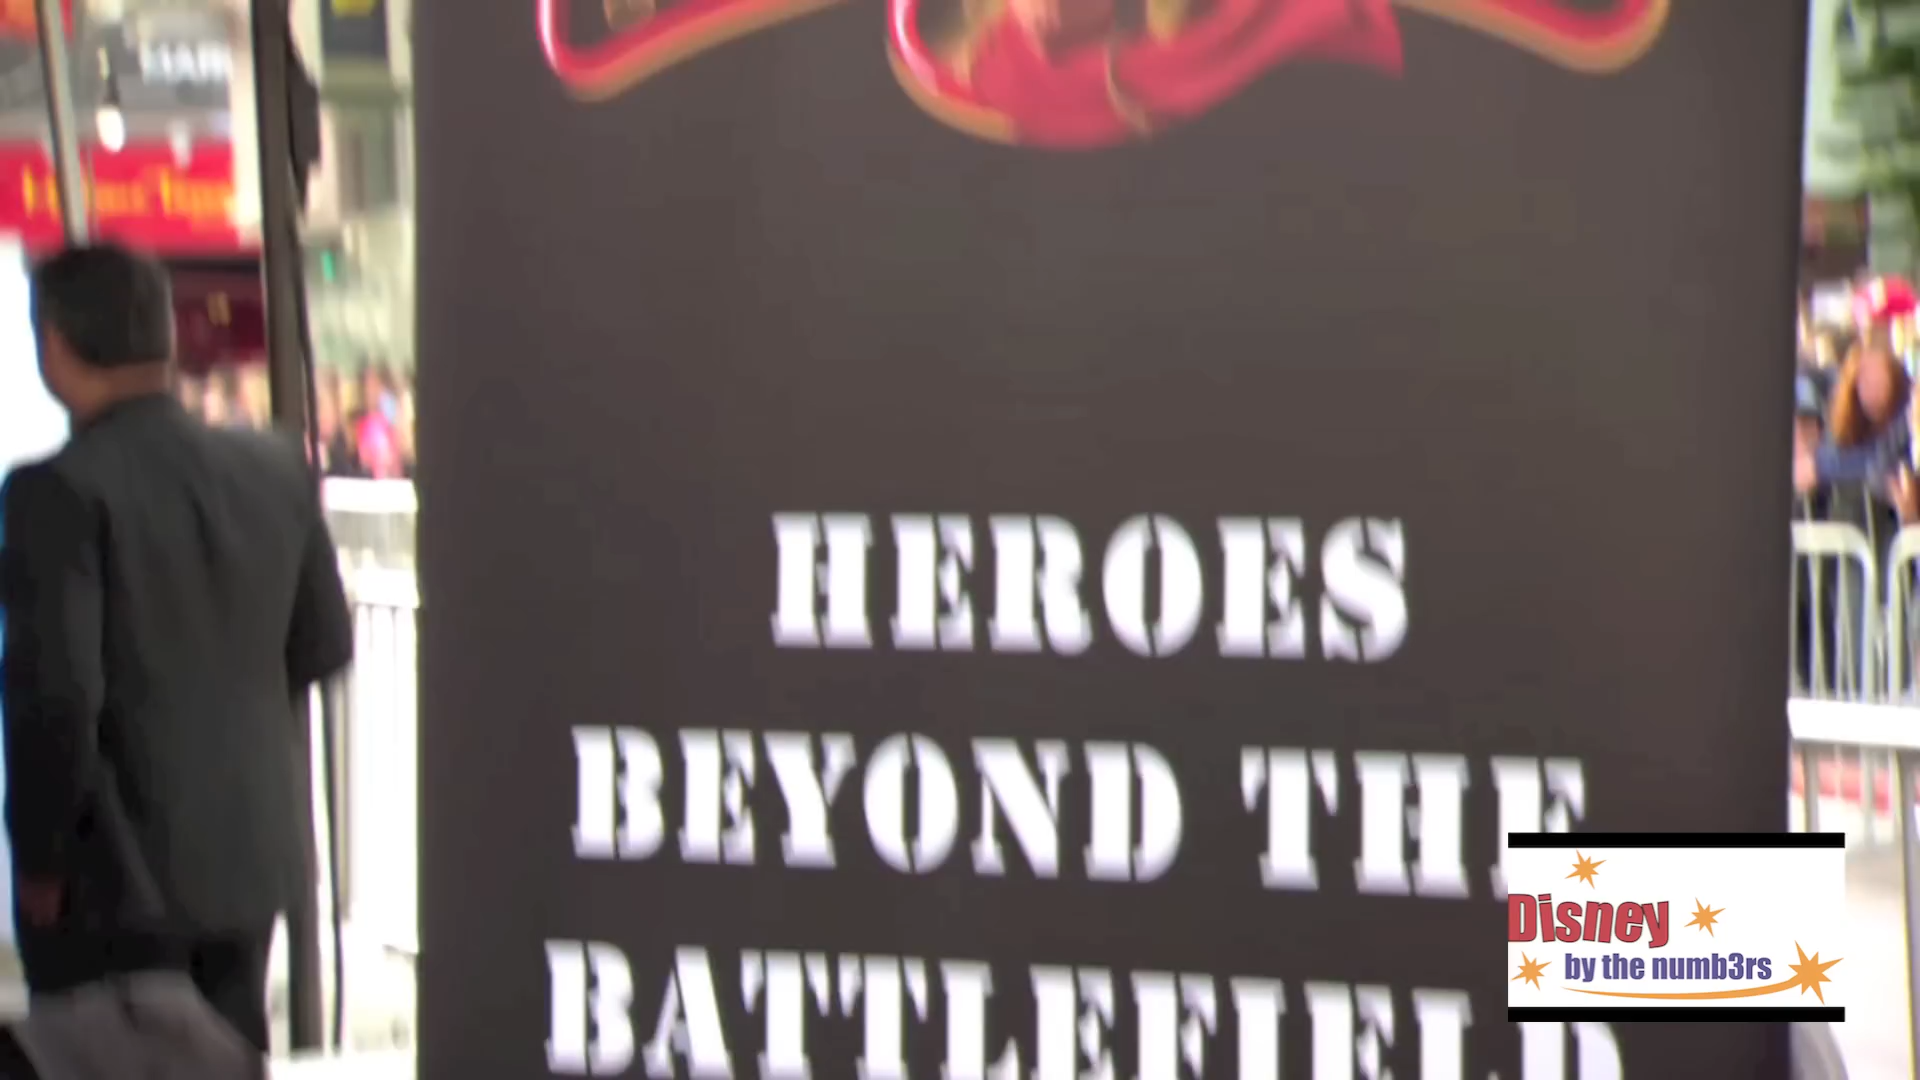 HEROES
BEYOND THE
BATTLEFIELD
Disney
by the numb3rs